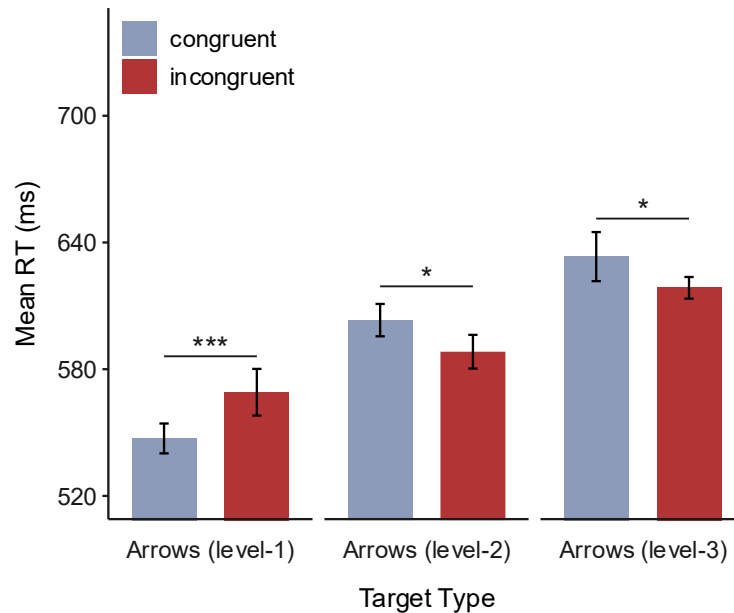 congruent
incongruent
700
640
580
520
Mean RT (ms)
***
*
*
Arrows (level-1)
Arrows (level-2)
Arrows (level-3)
Target Type